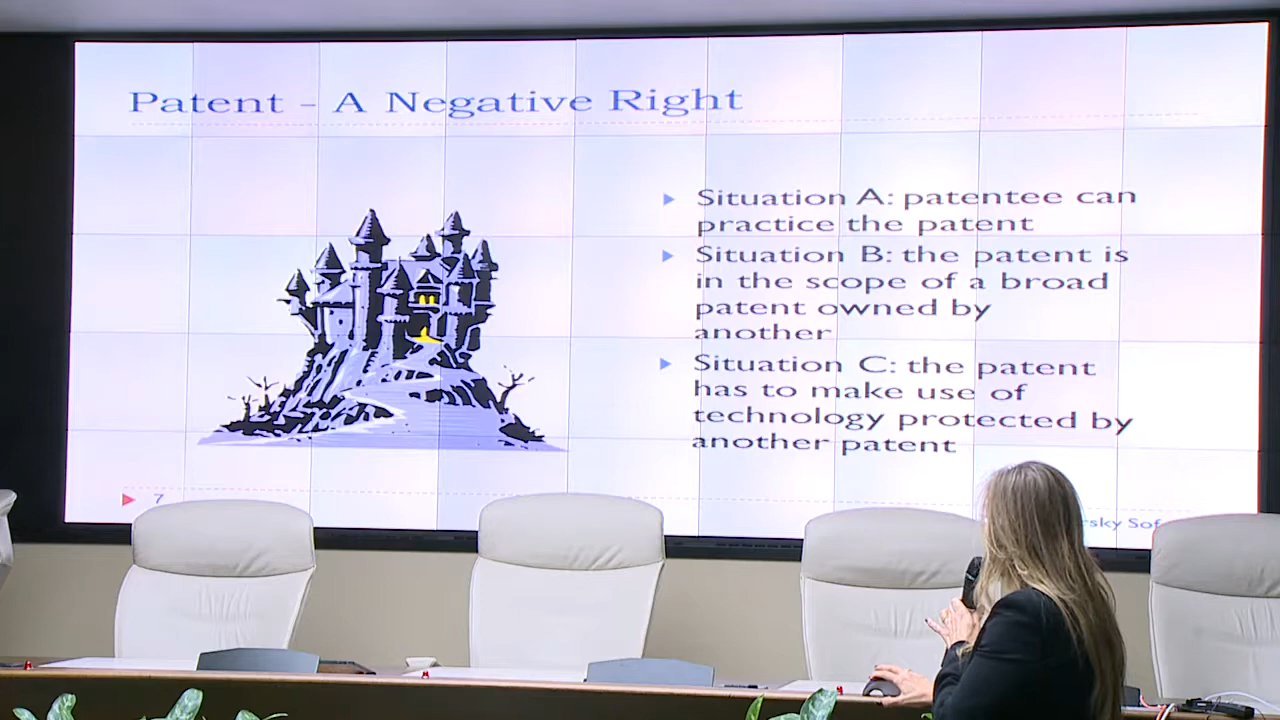 Patent - A Negative Right
Situation A: patentee can
practice the patent
Situation B: the patent is
in the scope of a broad
patent owned by
another
Situation C: the patent
has to make use of
technology protected by
another patent
7